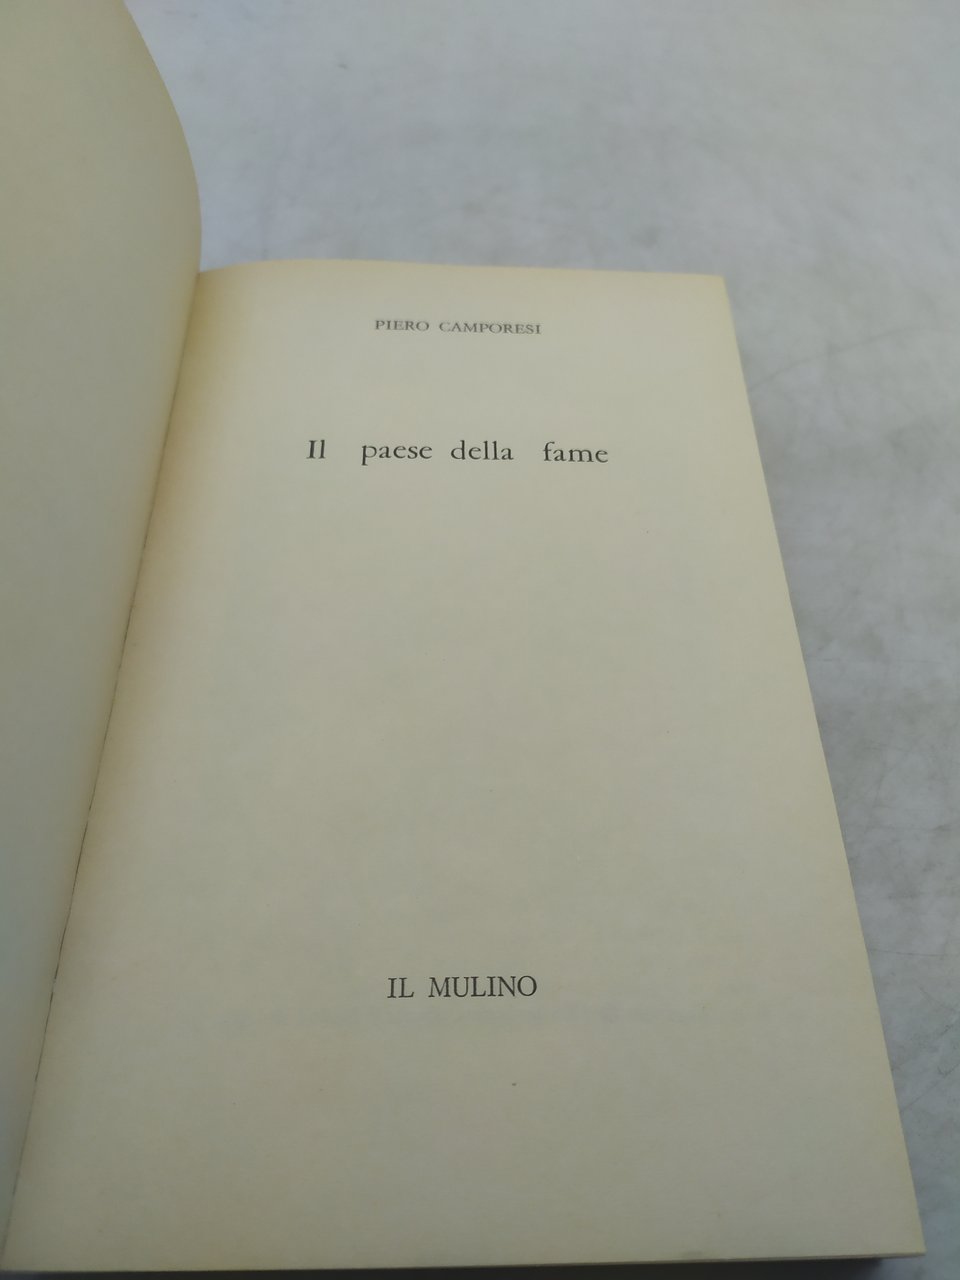 PIERO CAMPORESI
Il paese della fame
IL MULINO